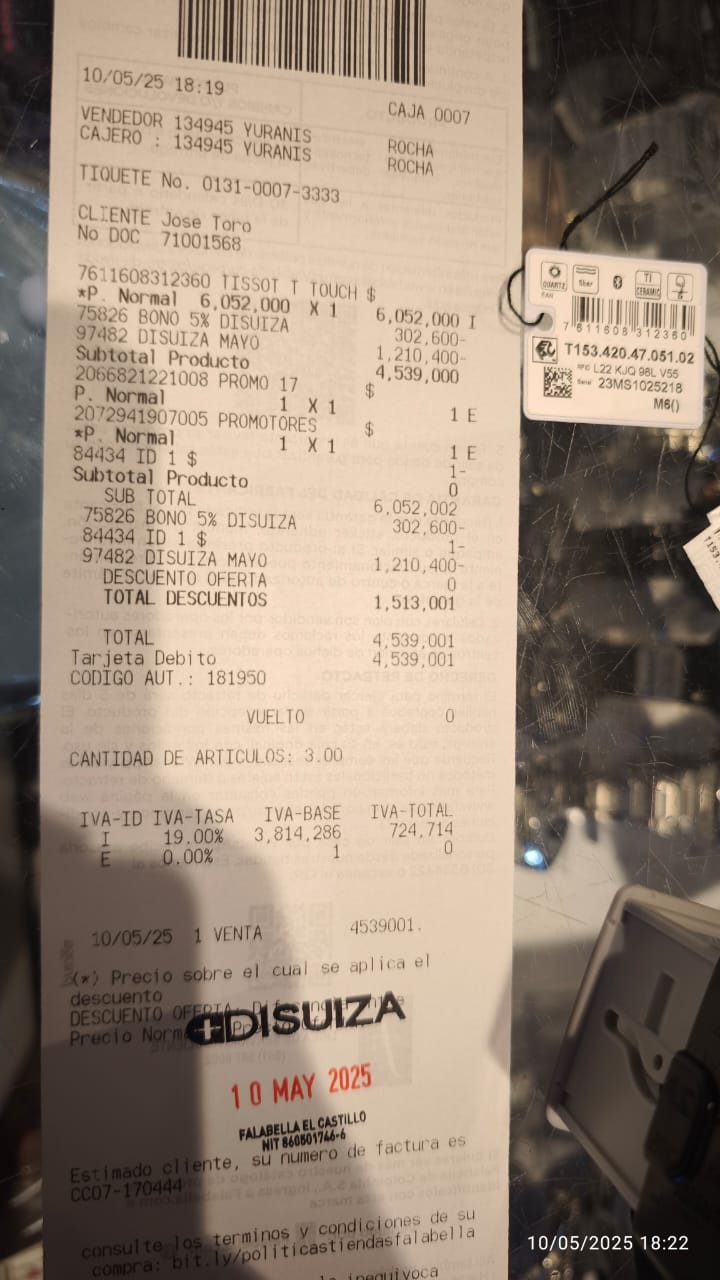 10/05/25 18:19
CAJA 0007
VENDEDOR 134945 YURANIS ROCHA
CAJERO : 134945 YURANIS ROCHA
TIQUETE No. 0131-0007-3333
CLIENTE Jose Toro
No DOC 71001568
7611608312360 TISSOT T TOUCH $
*P. Normal 6,052,000 X 1 6,052,000 I
75826 BONO 5% DISUIZA 302,600-
97482 DISUIZA MAYO 1,210,400-
Subtotal Producto 4,539,000
2066821221008 PROMO 17 $
P. Normal 1 X 1 1 E
2072941907005 PROMOTORES $
*P. Normal 1 X 1 1 E
84434 ID 1 $ 1-
Subtotal Producto 0
SUB TOTAL 6,052,002
75826 BONO 5% DISUIZA 302,600-
84434 ID 1 $ 1-
97482 DISUIZA MAYO 1,210,400-
DESCUENTO OFERTA 0
TOTAL DESCUENTOS 1,513,001
TOTAL 4,539,001
Tarjeta Debito 4,539,001
CODIGO AUT.: 181950
VUELTO 0
CANTIDAD DE ARTICULOS: 3.00
IVA-ID IVA-TASA IVA-BASE IVA-TOTAL
I 19.00% 3,814,286 724,714
E 0.00% 1 0
10/05/25 1 VENTA 4539001.
(*) Precio sobre el cual se aplica el
descuento
DESCUENTO OFERTA
Precio
DISUIZA
10 MAY 2025
FALABELLA EL CASTILLO
NIT 860501746-6
Estimado cliente, su numero de factura es
CC07-170444
consulte los terminos y condiciones de su
compra: bit.ly/politicastiendasfalabella
inequivoca
QUARTZ
TI
CERAMIC
7 611608 312360
T153.420.47.051.02
L22 KJQ 98L V55
Serial 23MS1025218
M6()
T153.
10/05/2025 18:22